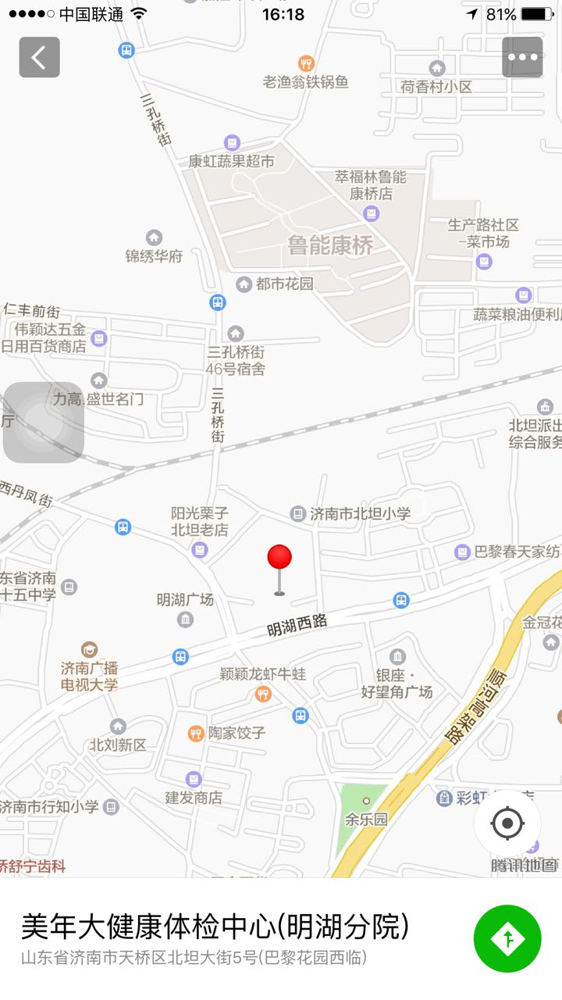 中国联通
16:18
81%
老渔翁铁锅鱼
荷香村小区
三孔桥街
康虹蔬果超市
萃福林鲁能
康桥店
生产路社区
-菜市场
鲁能康桥
锦绣华府
都市花园
仁丰前街
蔬菜粮油便利
伟颖达五金
日用百货商店
三孔桥街
46号宿舍
力高.盛世名门
三孔桥街
厅
北坦派出
综合服务
西丹凤街
阳光栗子
北坦老店
济南市北坦小学
巴黎春天家纺
东省济南
十五中学
明湖广场
明湖西路
金冠花
济南广播
电视大学
颖颖龙虾牛蛙
银座·
好望角广场
顺河高架路
陶家饺子
北刘新区
建发商店
济南市行知小学
余乐园
彩虹
桥舒宁齿科
腾讯地图
美年大健康体检中心(明湖分院)
山东省济南市天桥区北坦大街5号(巴黎花园西临)